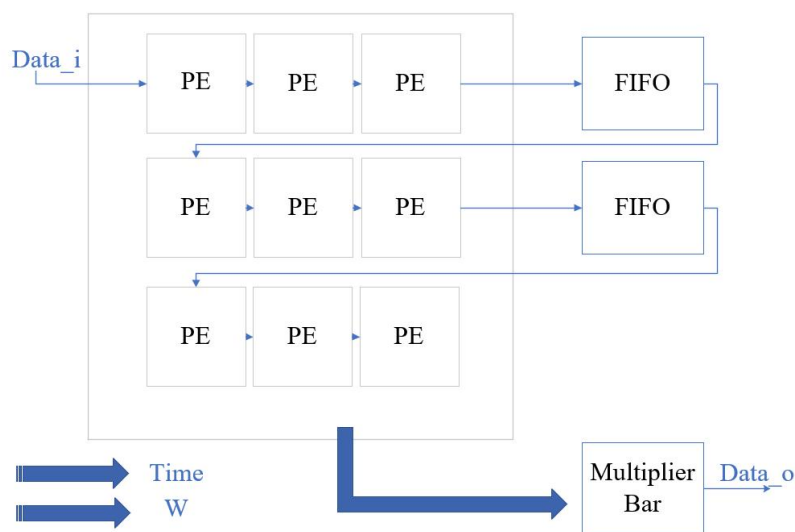 Data_i
PE PE PE FIFO
PE PE PE FIFO
PE PE PE
Time
W
Multiplier
Bar
Data_o